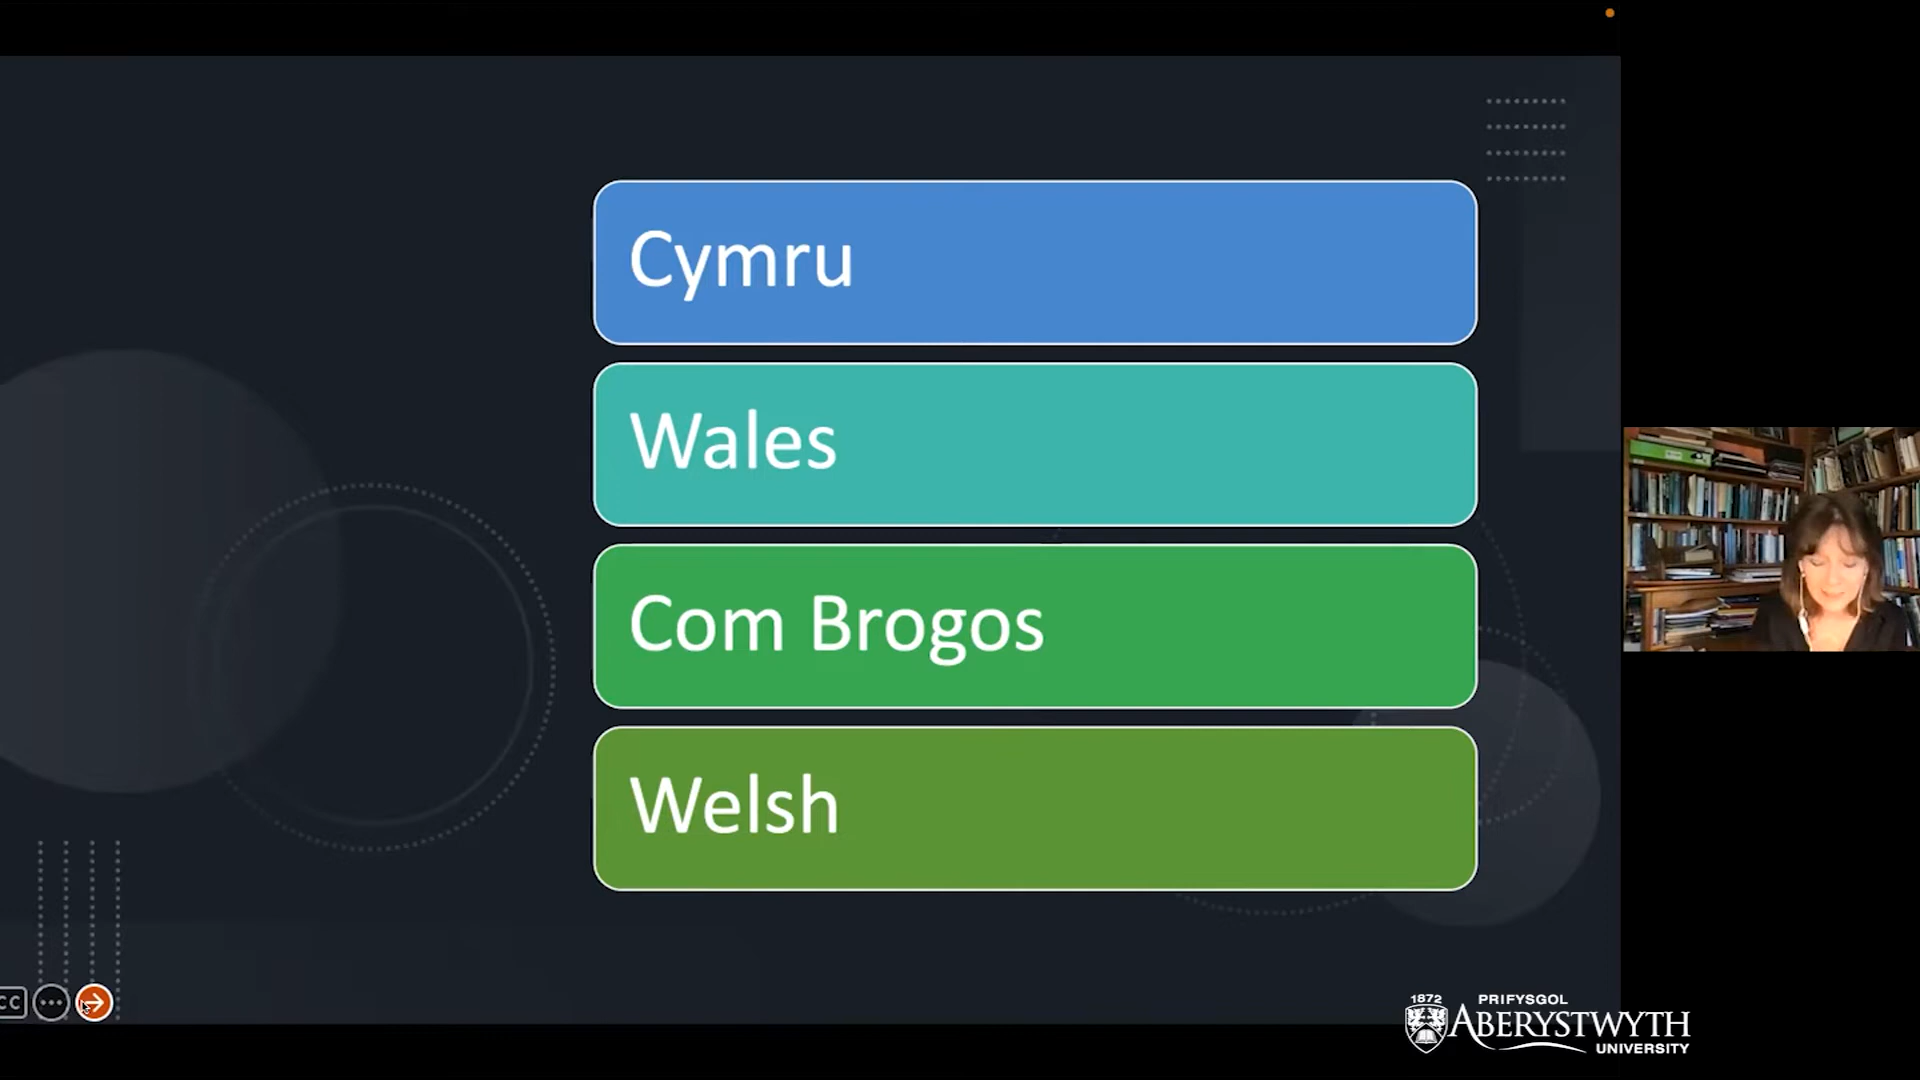 Cymru
Wales
Com Brogos
Welsh
CC
1872
PRIFYSGOL
ABERYSTWYTH
UNIVERSITY